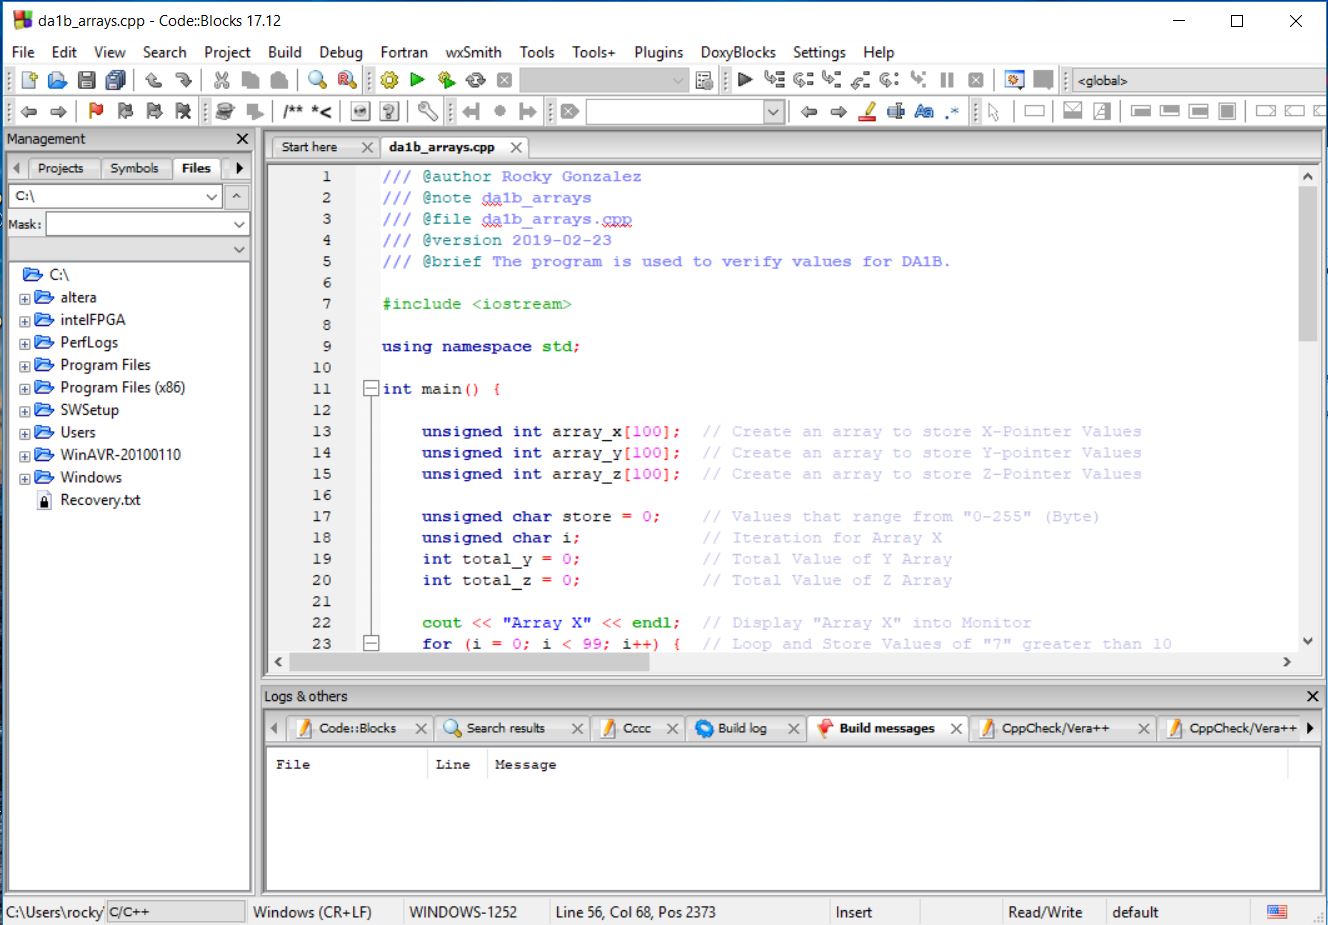 da1b_arrays.cpp - Code::Blocks 17.12
File Edit View Search Project Build Debug Fortran wxSmith Tools Tools+ Plugins DoxyBlocks Settings Help
<global>
/** *<
Aa .*
Management
Projects Symbols Files
C:\
Mask:
C:\
altera
intelFPGA
PerfLogs
Program Files
Program Files (x86)
SWSetup
Users
WinAVR-20100110
Windows
Recovery.txt
Start here da1b_arrays.cpp
1 /// @author Rocky Gonzalez
2 /// @note da1b_arrays
3 /// @file da1b_arrays.cpp
4 /// @version 2019-02-23
5 /// @brief The program is used to verify values for DA1B.
6
7 #include <iostream>
8
9 using namespace std;
10
11 int main() {
12
13 unsigned int array_x[100]; // Create an array to store X-Pointer Values
14 unsigned int array_y[100]; // Create an array to store Y-pointer Values
15 unsigned int array_z[100]; // Create an array to store Z-Pointer Values
16
17 unsigned char store = 0; // Values that range from "0-255" (Byte)
18 unsigned char i; // Iteration for Array X
19 int total_y = 0; // Total Value of Y Array
20 int total_z = 0; // Total Value of Z Array
21
22 cout << "Array X" << endl; // Display "Array X" into Monitor
23 for (i = 0; i < 99; i++) { // Loop and Store Values of "7" greater than 10
Logs & others
Code::Blocks Search results Cccc Build log Build messages CppCheck/Vera++ CppCheck/Vera++
File Line Message
C:\Users\rocky\ C/C++ Windows (CR+LF) WINDOWS-1252 Line 56, Col 68, Pos 2373 Insert Read/Write default